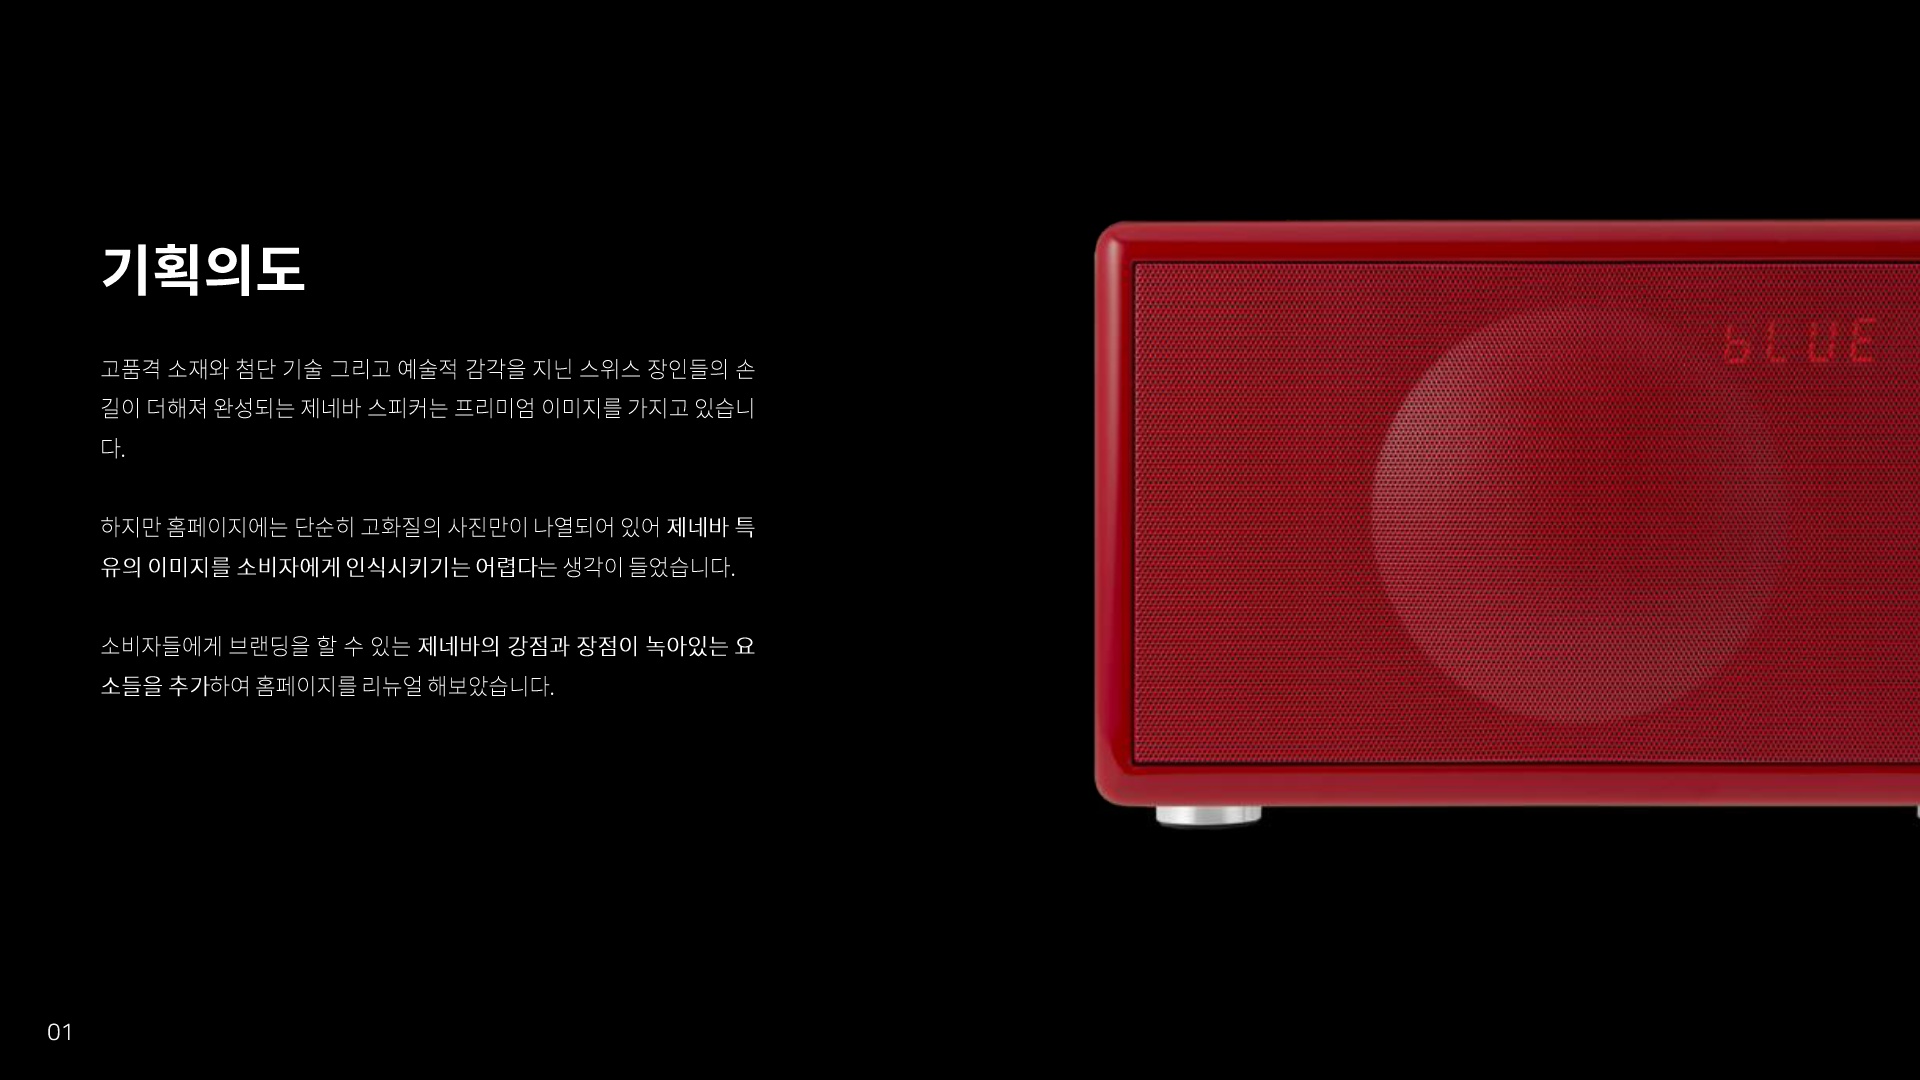 기획의도
고품격 소재와 첨단 기술 그리고 예술적 감각을 지닌 스위스 장인들의 손
길이 더해져 완성되는 제네바 스피커는 프리미엄 이미지를 가지고 있습니
다.
하지만 홈페이지에는 단순히 고화질의 사진만이 나열되어 있어 제네바 특
유의 이미지를 소비자에게 인식시키기는 어렵다는 생각이 들었습니다.
소비자들에게 브랜딩을 할 수 있는 제네바의 강점과 장점이 녹아있는 요
소들을 추가하여 홈페이지를 리뉴얼 해보았습니다.
bLUE
01